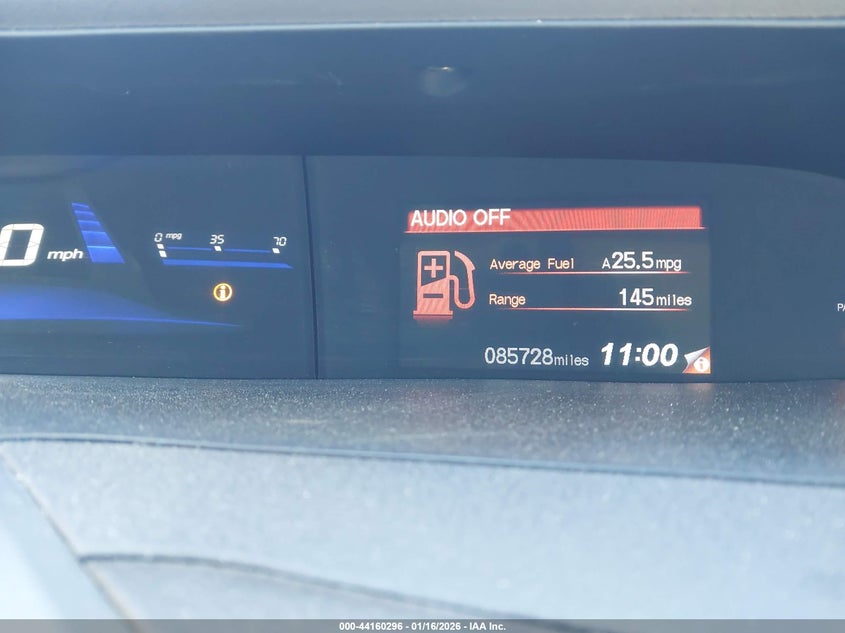 0 mph
0 mpg 35 70
AUDIO OFF
Average Fuel A25.5mpg
Range 145miles
085728miles 11:00
000-44160296 - 01/16/2026 - IAA Inc.